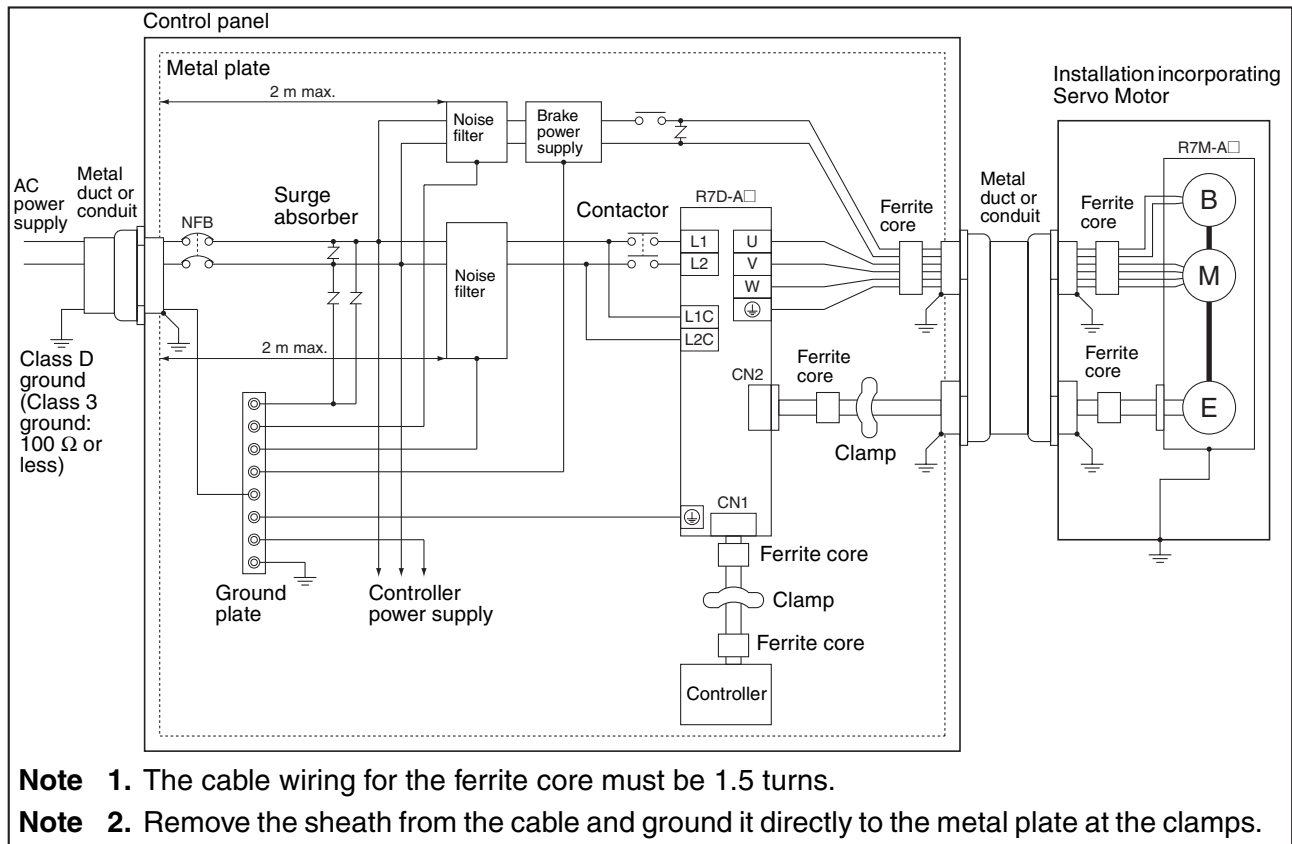 Control panel
Metal plate
2 m max.
Noise
filter
Brake
power
supply
Installation incorporating
Servo Motor
R7M-A□
AC
power
supply
Metal
duct or
conduit
NFB
Surge
absorber
Contactor
R7D-A□
Ferrite
core
Metal
duct or
conduit
Ferrite
core
B
L1
L2
U
V
W
Noise
filter
M
L1C
L2C
2 m max.
Class D
ground
(Class 3
ground:
100 Ω or
less)
CN2
Ferrite
core
Ferrite
core
Clamp
E
CN1
Ferrite core
Ground
plate
Controller
power supply
Clamp
Ferrite core
Controller
Note 1. The cable wiring for the ferrite core must be 1.5 turns.
Note 2. Remove the sheath from the cable and ground it directly to the metal plate at the clamps.